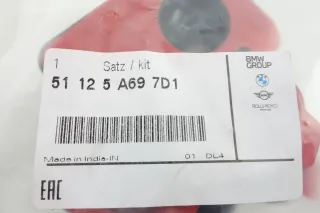 1 Satz / kit
BMW
GROUP
51 12 5 A69 7D1
Made in India-IN 01 DL4
EAC